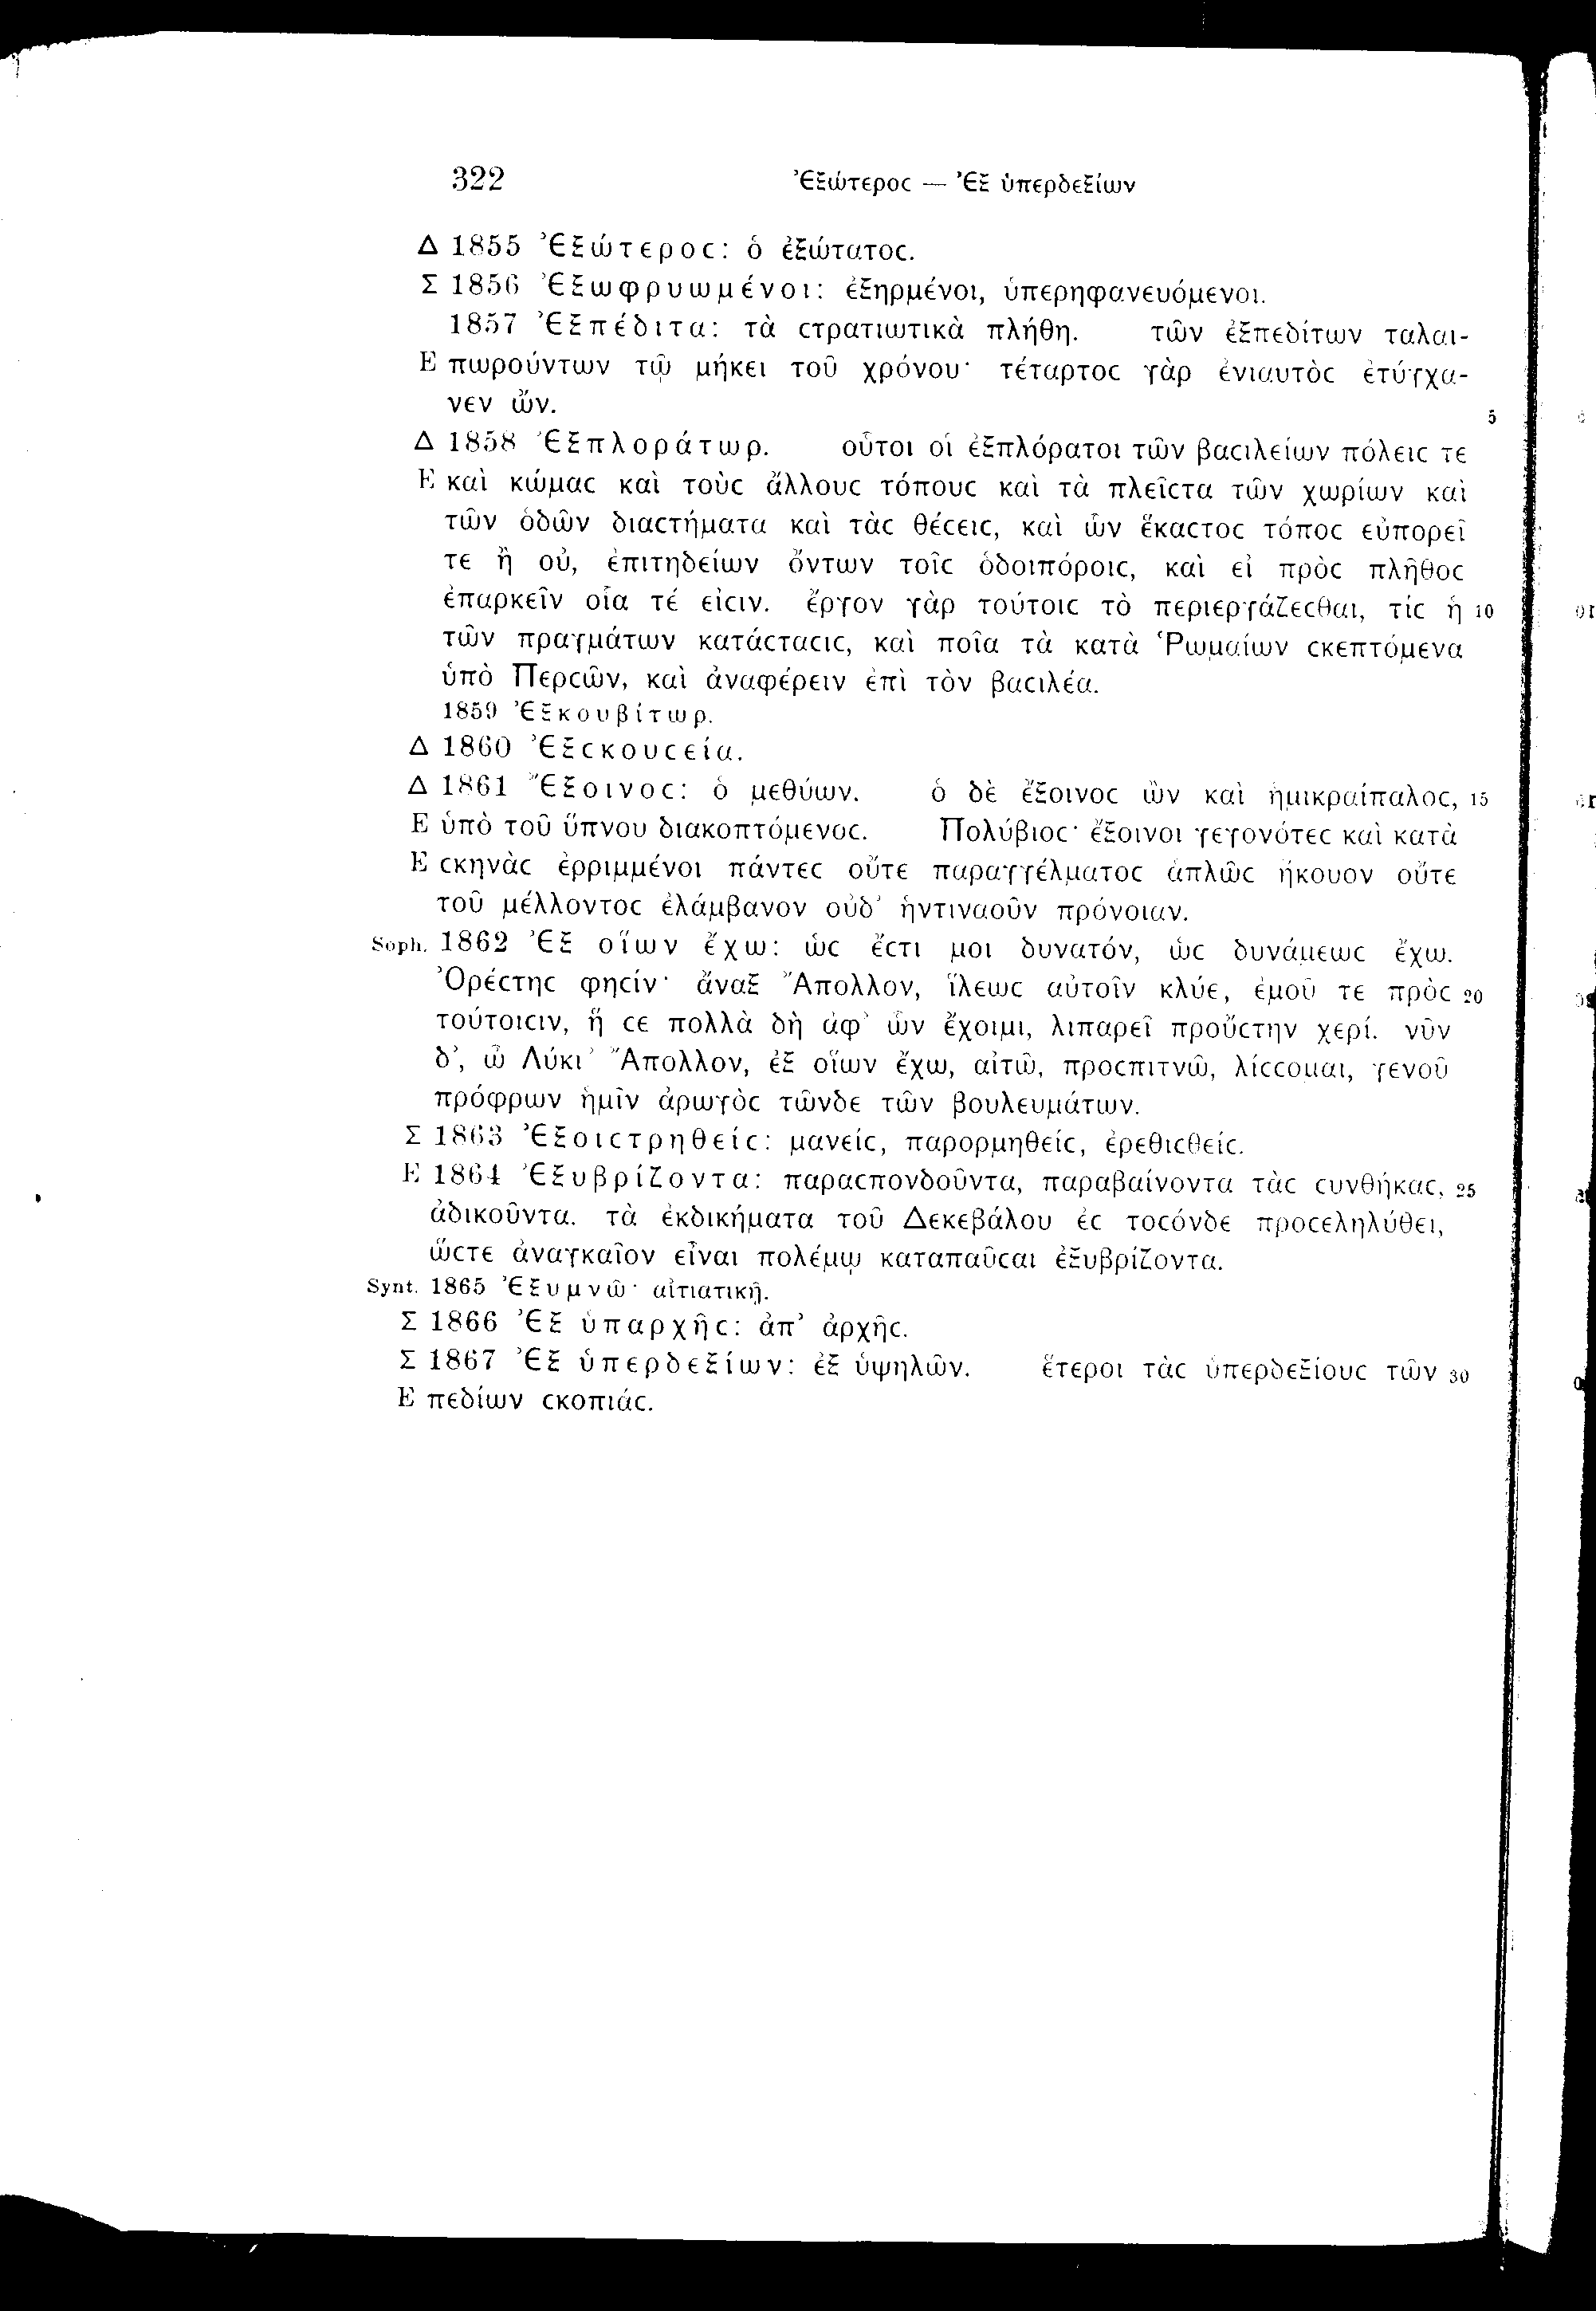 322 Ἐξώτεροϲ — Ἐξ ὑπερδεξίων
Δ 1855 Ἐξώτεροϲ: ὁ ἐξώτατοϲ.
Σ 1856 Ἐξωφρυωμένοι: ἐξηρμένοι, ὑπερηφανευόμενοι.
1857 Ἐξπέδιτα: τὰ ϲτρατιωτικὰ πλήθη. τῶν ἐξπεδίτων ταλαι-
E πωρούντων τῷ μήκει τοῦ χρόνου· τέταρτοϲ γὰρ ἐνιαυτὸϲ ἐτύγχα-
νεν ὤν. 5
Δ 1858 Ἐξπλοράτωρ. οὗτοι οἱ ἐξπλόρατοι τῶν βαϲιλείων πόλειϲ τε
E καὶ κώμαϲ καὶ τοὺϲ ἄλλουϲ τόπουϲ καὶ τὰ πλεῖϲτα τῶν χωρίων καὶ
τῶν ὁδῶν διαϲτήματα καὶ τὰϲ θέϲειϲ, καὶ ὧν ἕκαϲτοϲ τόποϲ εὐπορεῖ
τε ἢ οὐ, ἐπιτηδείων ὄντων τοῖϲ ὁδοιπόροιϲ, καὶ εἰ πρὸϲ πλῆθοϲ
ἐπαρκεῖν οἷα τέ εἰϲιν. ἔργον γὰρ τούτοιϲ τὸ περιεργάζεϲθαι, τίϲ ἡ 10
τῶν πραγμάτων κατάϲταϲιϲ, καὶ ποῖα τὰ κατὰ Ῥωμαίων ϲκεπτόμενα
ὑπὸ Περϲῶν, καὶ ἀναφέρειν ἐπὶ τὸν βαϲιλέα.
1859 Ἐξκουβίτωρ.
Δ 1860 Ἐξϲκουϲεία.
Δ 1861 Ἔξοινοϲ: ὁ μεθύων. ὁ δὲ ἔξοινοϲ ὢν καὶ ἡμικραίπαλοϲ, 15
E ὑπὸ τοῦ ὕπνου διακοπτόμενοϲ. Πολύβιοϲ· ἔξοινοι γεγονότεϲ καὶ κατὰ
E ϲκηνὰϲ ἐρριμμένοι πάντεϲ οὔτε παραγγέλματοϲ ἁπλῶϲ ἤκουον οὔτε
τοῦ μέλλοντοϲ ἐλάμβανον οὐδ’ ἡντιναοῦν πρόνοιαν.
Soph. 1862 Ἐξ οἵων ἔχω: ὡϲ ἔϲτι μοι δυνατόν, ὡϲ δυνάμεωϲ ἔχω.
Ὀρέϲτηϲ φηϲίν· ἄναξ Ἄπολλον, ἵλεωϲ αὐτοῖν κλύε, ἐμοῦ τε πρὸϲ 20
τούτοιϲιν, ἥ ϲε πολλὰ δὴ ἀφ’ ὧν ἔχοιμι, λιπαρεῖ προὔϲτην χερί. νῦν
δ’, ὦ Λύκι’ Ἄπολλον, ἐξ οἵων ἔχω, αἰτῶ, προϲπιτνῶ, λίϲϲομαι, γενοῦ
πρόφρων ἡμῖν ἀρωγὸϲ τῶνδε τῶν βουλευμάτων.
Σ 1863 Ἐξοιϲτρηθείϲ: μανείϲ, παρορμηθείϲ, ἐρεθιϲθείϲ.
E 1864 Ἐξυβρίζοντα: παραϲπονδοῦντα, παραβαίνοντα τὰϲ ϲυνθήκαϲ, 25
ἀδικοῦντα. τὰ ἐκδικήματα τοῦ Δεκεβάλου ἐϲ τοϲόνδε προϲεληλύθει,
ὥϲτε ἀναγκαῖον εἶναι πολέμῳ καταπαῦϲαι ἐξυβρίζοντα.
Synt. 1865 Ἐξυμνῶ· αἰτιατικῇ.
Σ 1866 Ἐξ ὑπαρχῆϲ: ἀπ’ ἀρχῆϲ.
Σ 1867 Ἐξ ὑπερδεξίων: ἐξ ὑψηλῶν. ἕτεροι τὰϲ ὑπερδεξίουϲ τῶν 30
E πεδίων ϲκοπιάϲ.